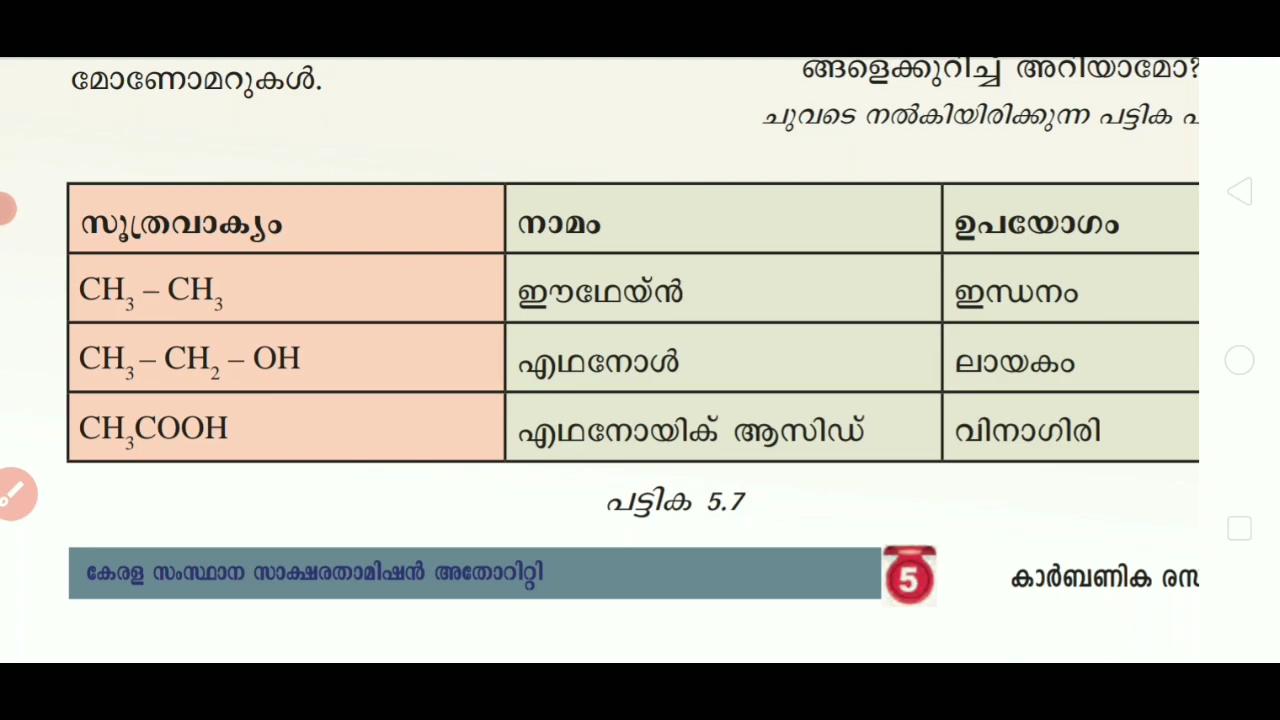 മോണോമറുകൾ.
ങ്ങളെക്കുറിച്ച് അറിയാമോ?
ചുവടെ നൽകിയിരിക്കുന്ന പട്ടിക
സൂത്രവാക്യം നാമം ഉപയോഗം
CH₃ – CH₃ ഈഥേയ്ൻ ഇന്ധനം
CH₃ – CH₂ – OH എഥനോൾ ലായകം
CH₃COOH എഥനോയിക് ആസിഡ് വിനാഗിരി
പട്ടിക 5.7
കേരള സംസ്ഥാന സാക്ഷരതാമിഷൻ അതോറിറ്റി 5 കാർബണിക